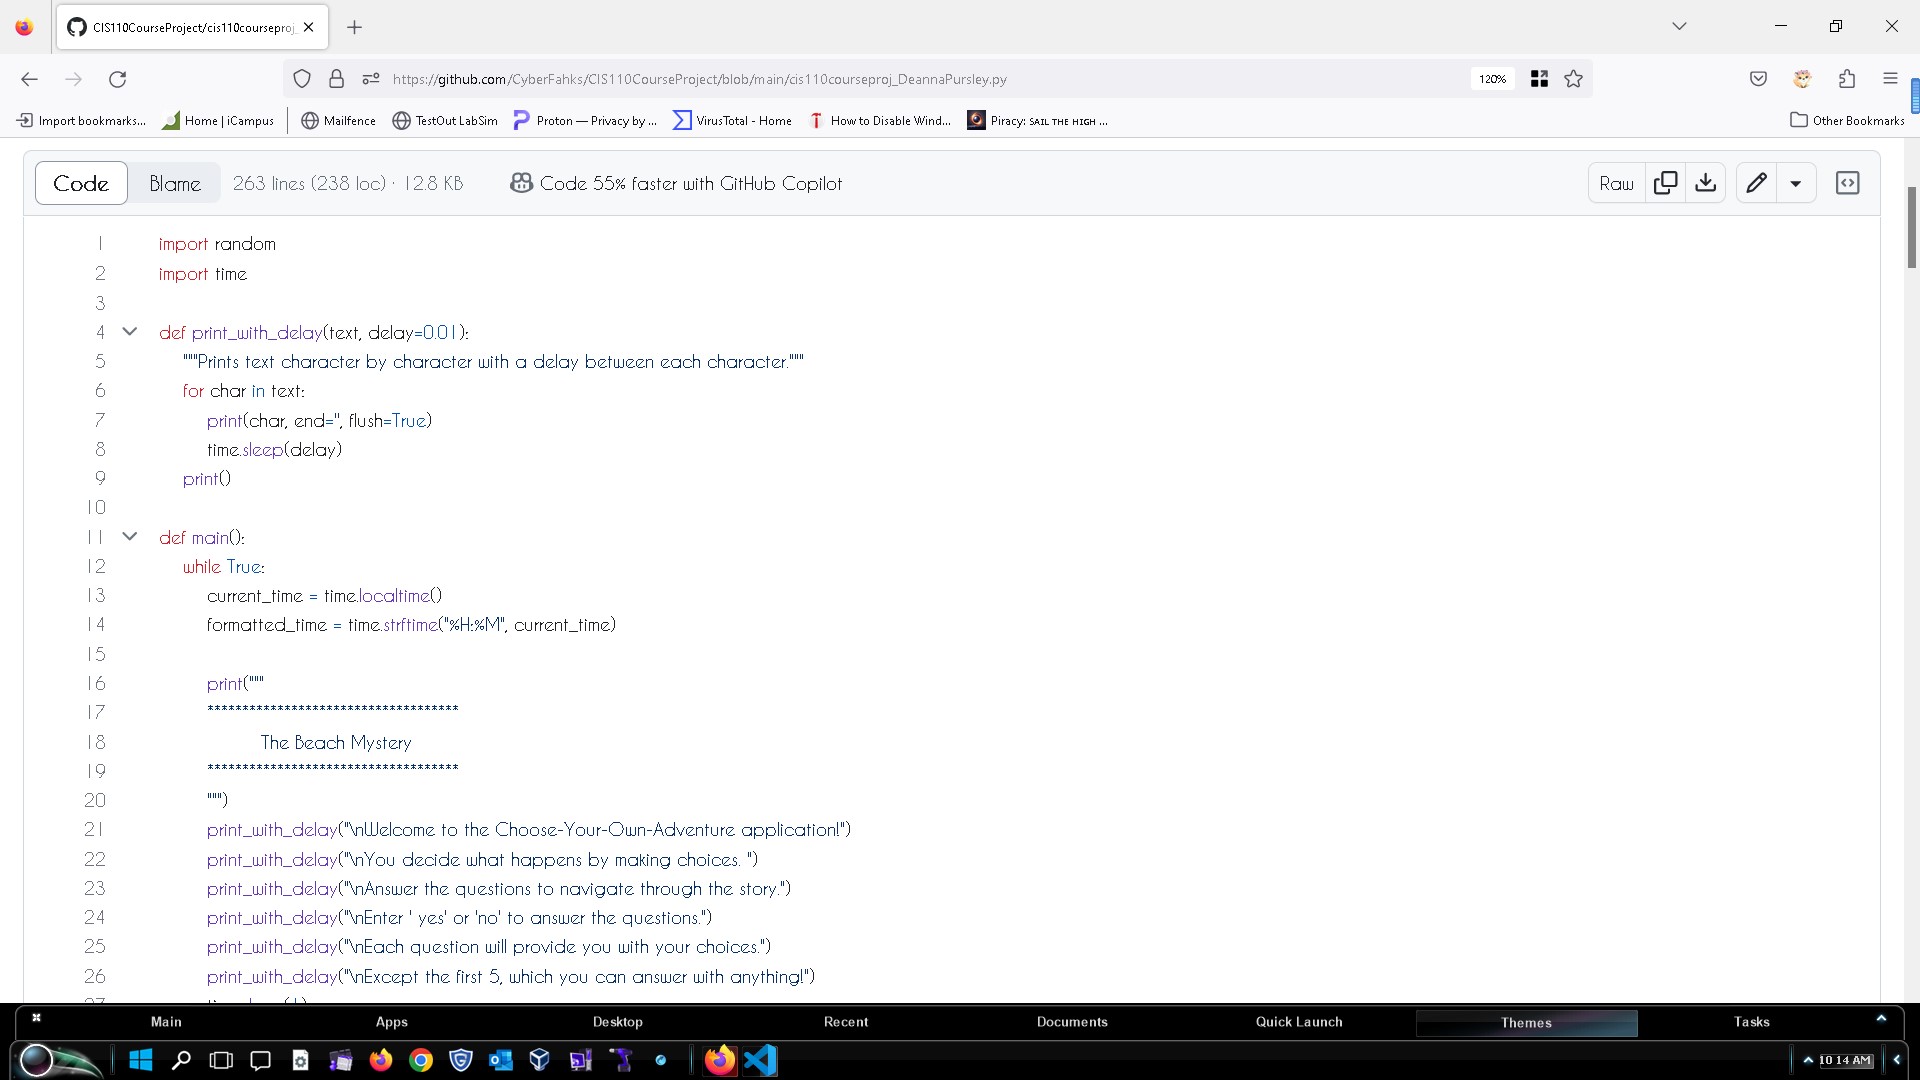 CIS110CourseProject/cis110courseproj_
https://github.com/CyberFahks/CIS110CourseProject/blob/main/cis110courseproj_DeannaPursley.py
120%
Import bookmarks...
Home | iCampus
Mailfence
TestOut LabSim
Proton — Privacy by ...
VirusTotal - Home
How to Disable Wind...
Piracy: SAIL THE HIGH ...
Other Bookmarks
Code
Blame
263 lines (238 loc) · 12.8 KB
Code 55% faster with GitHub Copilot
Raw
1 import random
2 import time
3
4 def print_with_delay(text, delay=0.01):
5 """Prints text character by character with a delay between each character."""
6 for char in text:
7 print(char, end='', flush=True)
8 time.sleep(delay)
9 print()
10
11 def main():
12 while True:
13 current_time = time.localtime()
14 formatted_time = time.strftime("%H:%M", current_time)
15
16 print("""
17 ************************************
18 The Beach Mystery
19 ************************************
20 """)
21 print_with_delay("\nWelcome to the Choose-Your-Own-Adventure application!")
22 print_with_delay("\nYou decide what happens by making choices. ")
23 print_with_delay("\nAnswer the questions to navigate through the story.")
24 print_with_delay("\nEnter ' yes' or 'no' to answer the questions.")
25 print_with_delay("\nEach question will provide you with your choices.")
26 print_with_delay("\nExcept the first 5, which you can answer with anything!")
Main
Apps
Desktop
Recent
Documents
Quick Launch
Themes
Tasks
10 14 AM